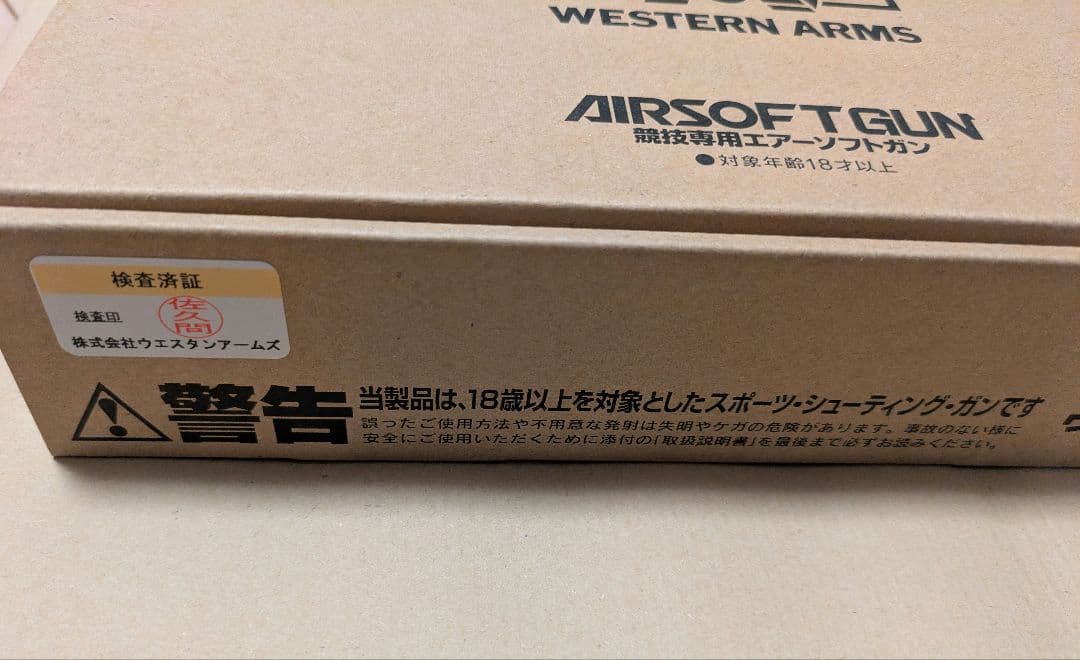 WESTERN ARMS
AIRSOFT GUN
競技専用エアーソフトガン
●対象年齢18才以上
検査済証
検査印
佐久間
株式会社ウエスタンアームズ
警告
当製品は、18歳以上を対象としたスポーツ・シューティング・ガンです
誤ったご使用方法や不用意な発射は失明やケガの危険があります。事故のない様に
安全にご使用いただくために添付の「取扱説明書」を最後まで必ずお読みください。